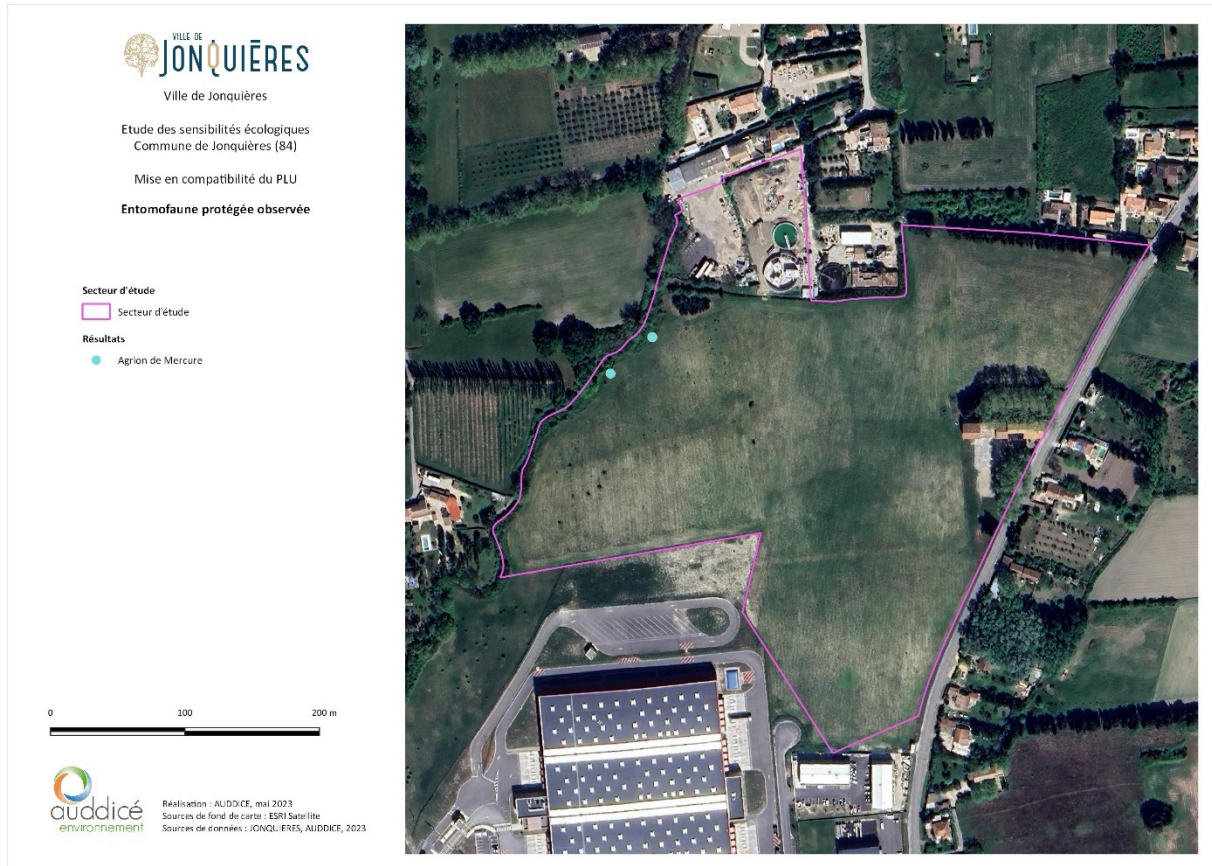 VILLE DE
JONQUIÈRES
Ville de Jonquières
Etude des sensibilités écologiques
Commune de Jonquières (84)
Mise en compatibilité du PLU
Entomofaune protégée observée
Secteur d'étude
Secteur d'étude
Résultats
Agrion de Mercure
0 100 200 m
auddicé
environnement
Réalisation : AUDDICE, mai 2023
Sources de fond de carte : ESRI Satellite
Sources de données : JONQUIERES, AUDDICE, 2023